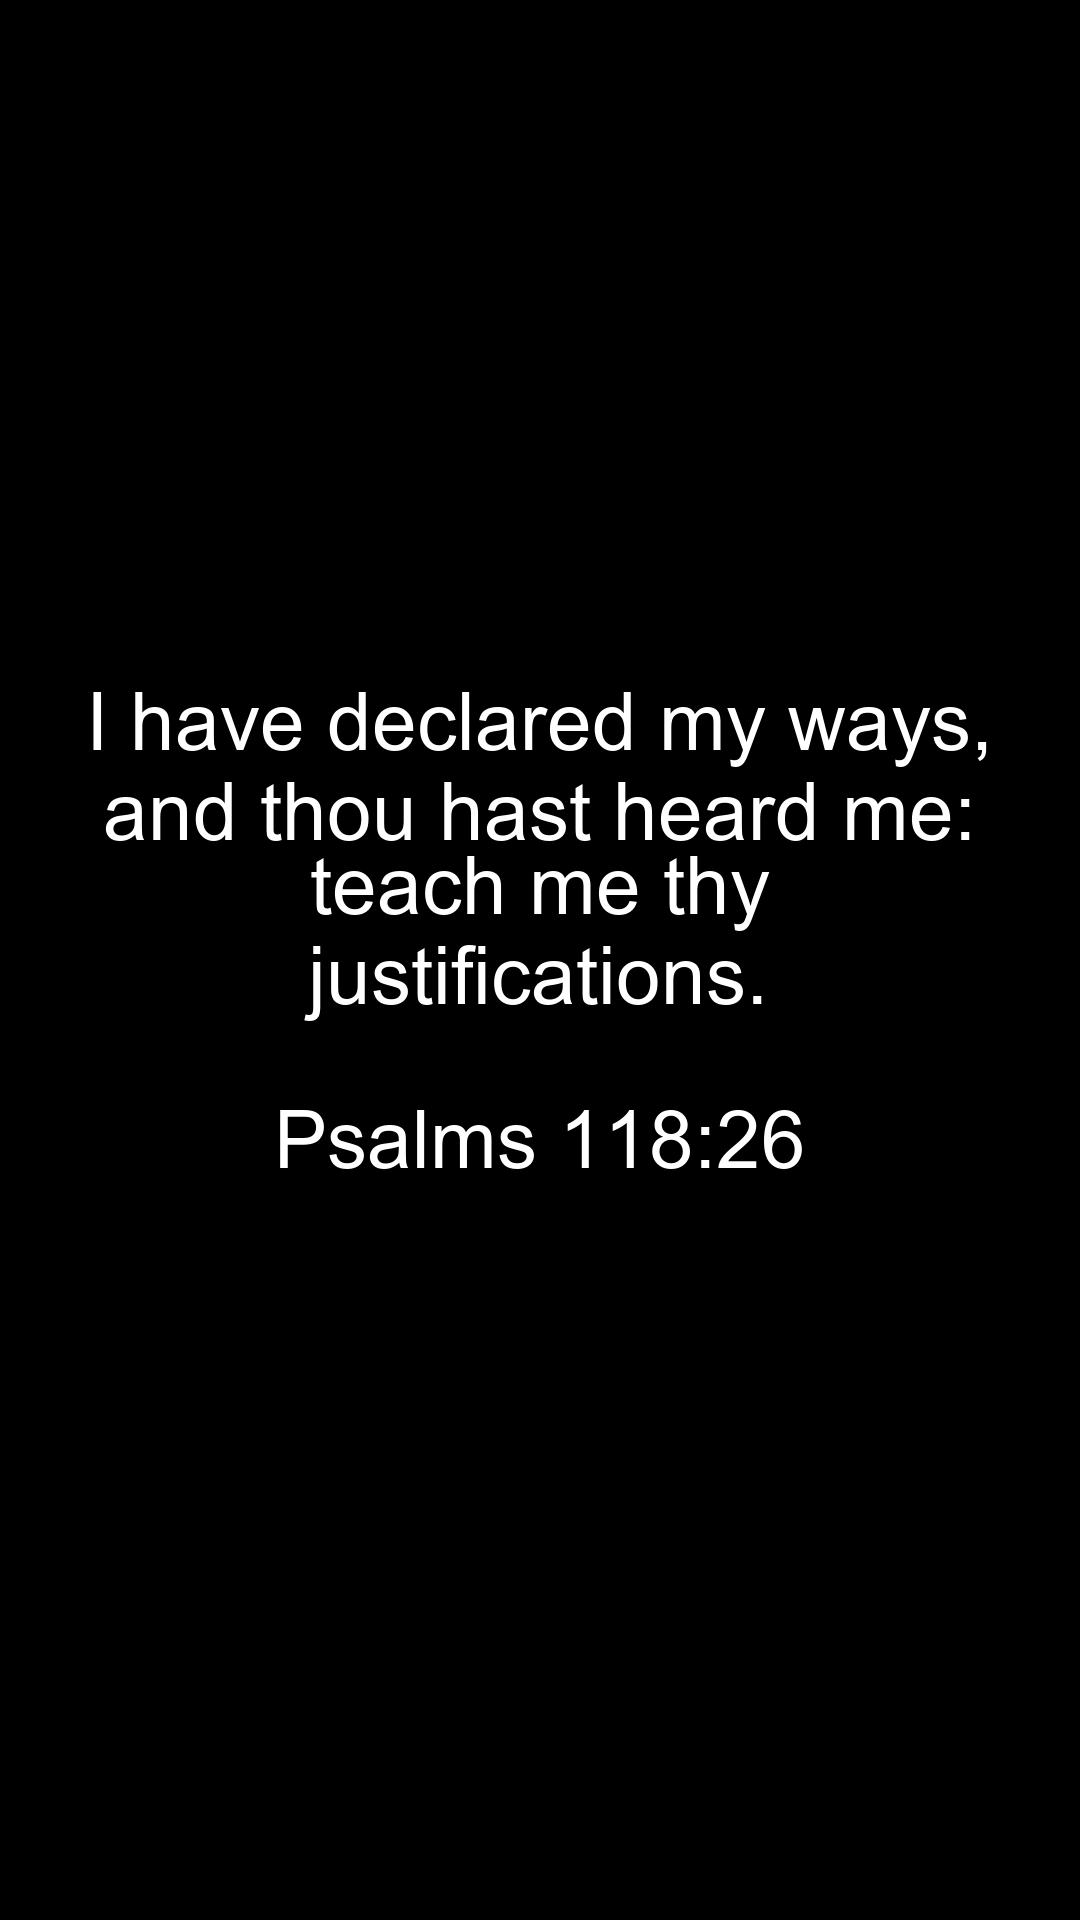 I have declared my ways,
and thou hast heard me:
teach me thy
justifications.
Psalms 118:26